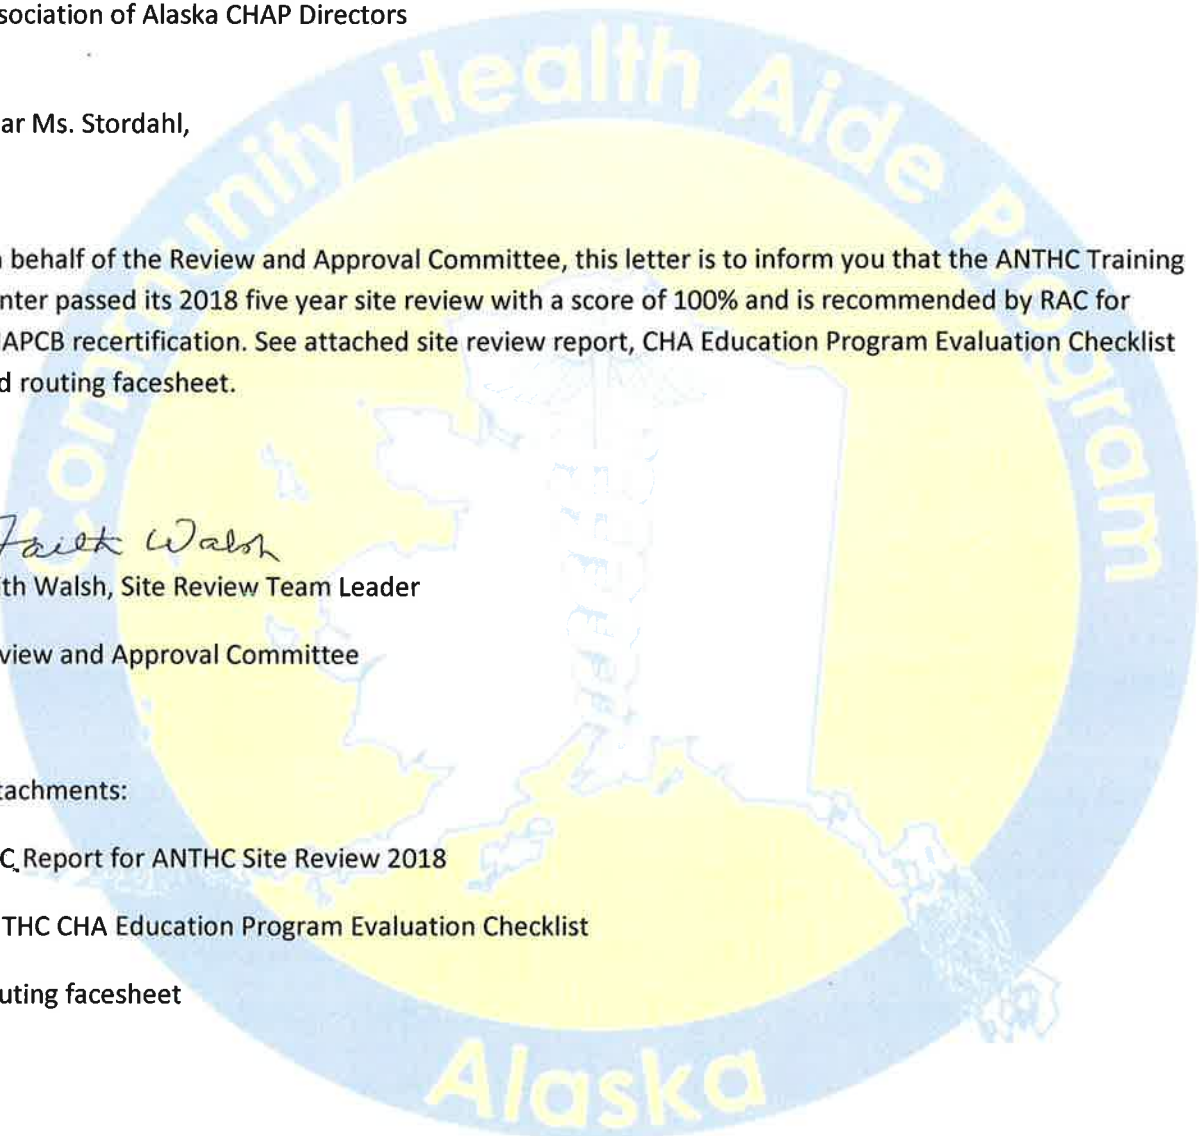 sociation of Alaska CHAP Directors
Community Health Aide Program
ar Ms. Stordahl,
n behalf of the Review and Approval Committee, this letter is to inform you that the ANTHC Training
nter passed its 2018 five year site review with a score of 100% and is recommended by RAC for
IAPCB recertification. See attached site review report, CHA Education Program Evaluation Checklist
d routing facesheet.
Faith Walsh
ith Walsh, Site Review Team Leader
view and Approval Committee
tachments:
C Report for ANTHC Site Review 2018
THC CHA Education Program Evaluation Checklist
uting facesheet
Alaska